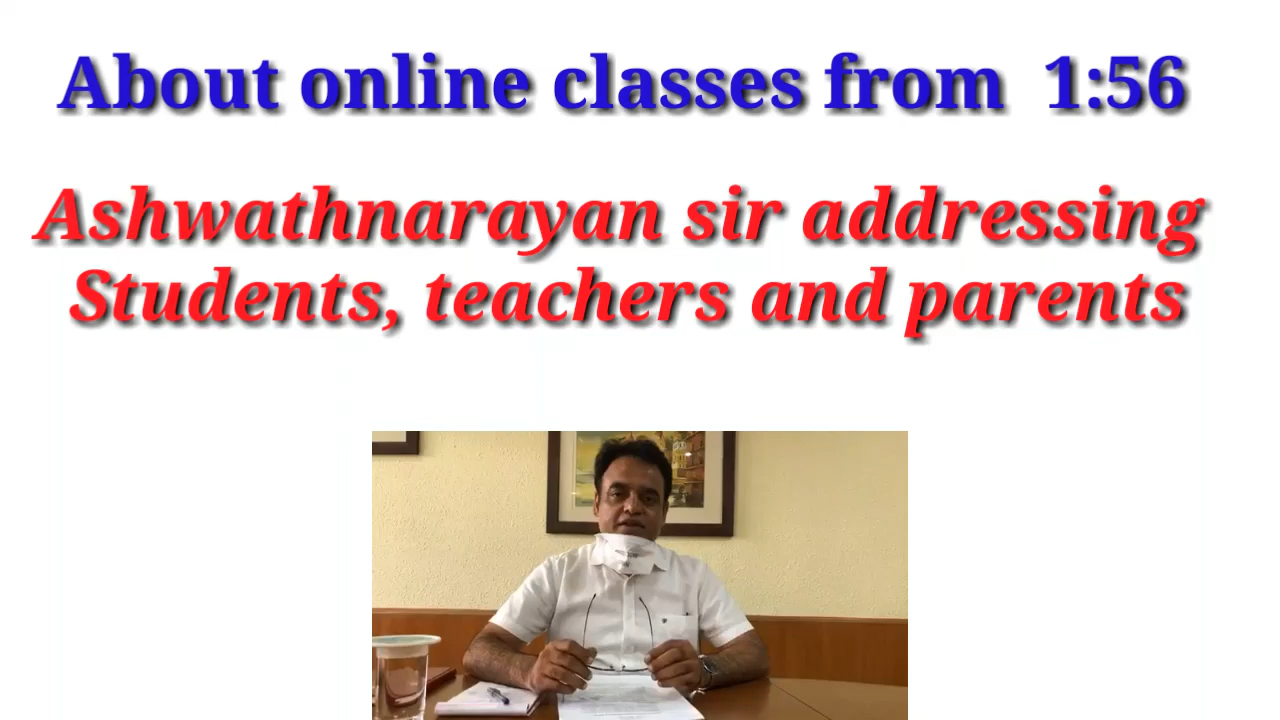 About online classes from 1:56
Ashwathnarayan sir addressing
Students, teachers and parents